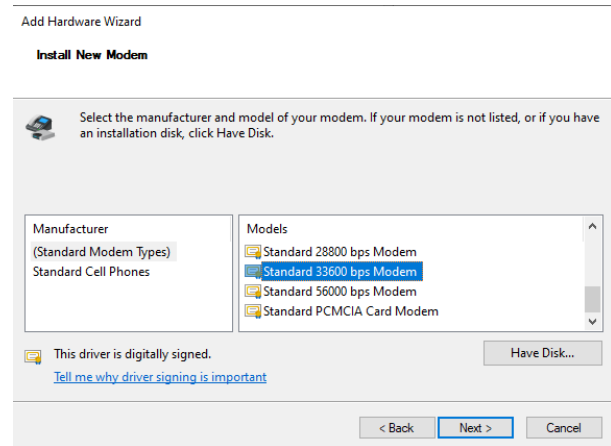 Add Hardware Wizard
Install New Modem
Select the manufacturer and model of your modem. If your modem is not listed, or if you have
an installation disk, click Have Disk.
Manufacturer
(Standard Modem Types)
Standard Cell Phones
Models
Standard 28800 bps Modem
Standard 33600 bps Modem
Standard 56000 bps Modem
Standard PCMCIA Card Modem
This driver is digitally signed.
Tell me why driver signing is important
Have Disk...
< Back
Next >
Cancel